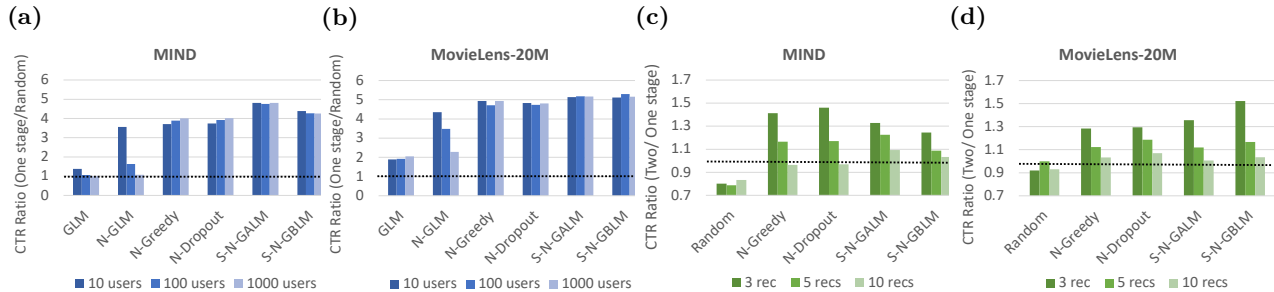 (a)
MIND
CTR Ratio (One stage/Random)
6
5
4
3
2
1
0
GLM
N-GLM
N-Greedy
N-Dropout
S-N-GALM
S-N-GBLM
10 users
100 users
1000 users
(b)
MovieLens-20M
CTR Ratio (One stage/Random)
6
5
4
3
2
1
0
GLM
N-GLM
N-Greedy
N-Dropout
S-N-GALM
S-N-GBLM
10 users
100 users
1000 users
(c)
MIND
CTR Ratio (Two/ One stage)
1.7
1.5
1.3
1.1
0.9
0.7
Random
N-Greedy
N-Dropout
S-N-GALM
S-N-GBLM
3 rec
5 recs
10 recs
(d)
MovieLens-20M
CTR Ratio (Two/ One stage)
1.7
1.5
1.3
1.1
0.9
0.7
Random
N-Greedy
N-Dropout
S-N-GALM
S-N-GBLM
3 rec
5 recs
10 recs